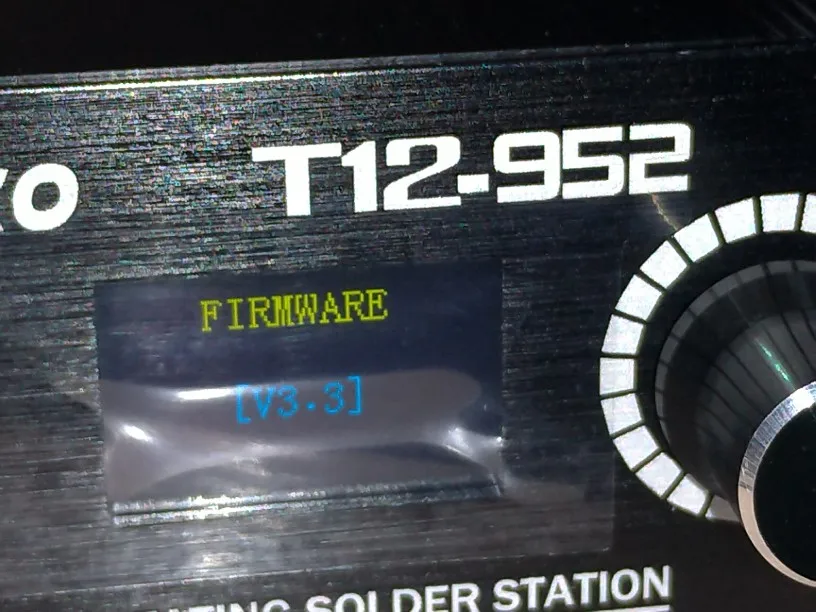 T12-952
FIRMWARE
[V3.3]
SOLDER STATION